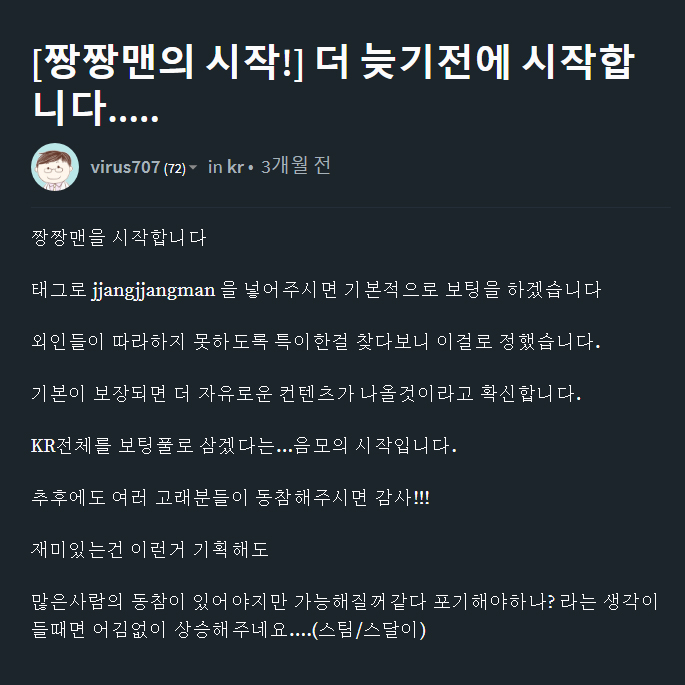 [짱짱맨의 시작!] 더 늦기전에 시작합
니다.....
virus707 (72) in kr • 3개월 전
짱짱맨을 시작합니다
태그로 jjangjjangman 을 넣어주시면 기본적으로 보팅을 하겠습니다
외인들이 따라하지 못하도록 특이한걸 찾다보니 이걸로 정했습니다.
기본이 보장되면 더 자유로운 컨텐츠가 나올것이라고 확신합니다.
KR전체를 보팅풀로 삼겠다는...음모의 시작입니다.
추후에도 여러 고래분들이 동참해주시면 감사!!!
재미있는건 이런거 기획해도
많은사람의 동참이 있어야지만 가능해질꺼같다 포기해야하나? 라는 생각이
들때면 어김없이 상승해주네요....(스팀/스달이)